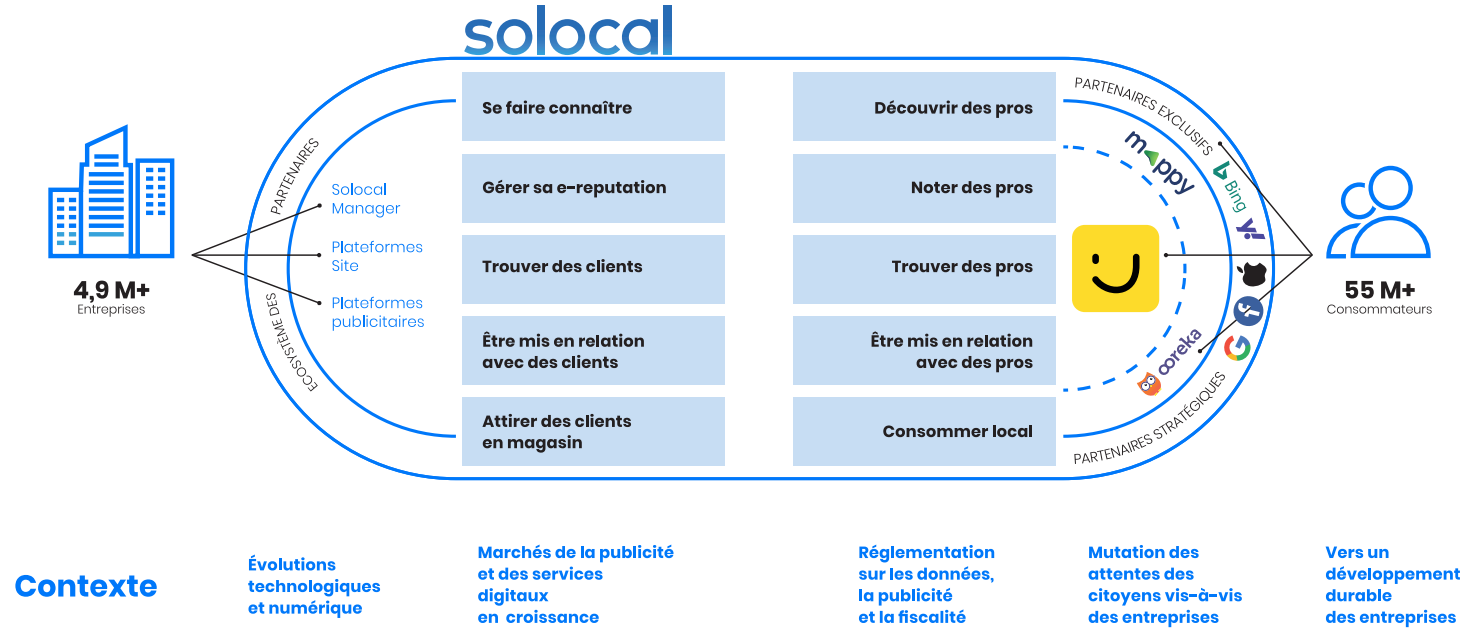 solocal
4,9 M+
Entreprises
ECOSYSTÈME DES
PARTENAIRES
Solocal
Manager
Plateformes
Site
Plateformes
publicitaires
Se faire connaître
Gérer sa e-reputation
Trouver des clients
Être mis en relation
avec des clients
Attirer des clients
en magasin
Découvrir des pros
Noter des pros
Trouver des pros
Être mis en relation
avec des pros
Consommer local
PARTENAIRES EXCLUSIFS
mappy
Bing
ooreka
PARTENAIRES STRATÉGIQUES
55 M+
Consommateurs
Contexte
Évolutions
technologiques
et numérique
Marchés de la publicité
et des services
digitaux
en croissance
Réglementation
sur les données,
la publicité
et la fiscalité
Mutation des
attentes des
citoyens vis-à-vis
des entreprises
Vers un
développement
durable
des entreprises